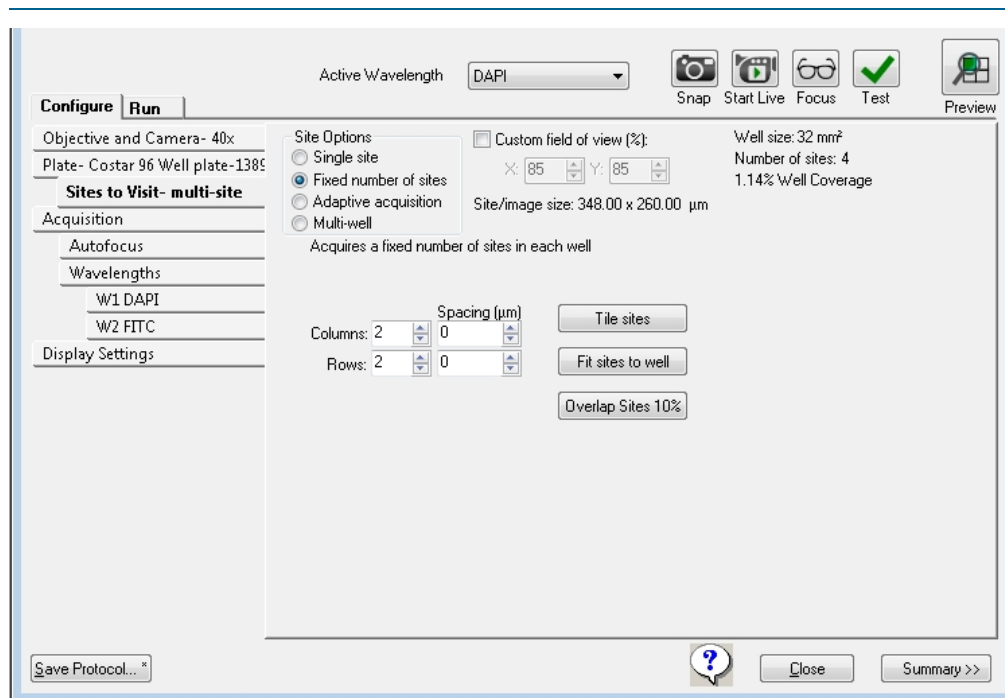 Active Wavelength DAPI
Snap Start Live Focus Test Preview
Configure Run
Objective and Camera- 40x
Plate- Costar 96 Well plate-1389
Sites to Visit- multi-site
Acquisition
Autofocus
Wavelengths
W1 DAPI
W2 FITC
Display Settings
Site Options
Single site
Fixed number of sites
Adaptive acquisition
Multi-well
Custom field of view (%):
X: 85 Y: 85
Site/image size: 348.00 x 260.00 µm
Well size: 32 mm²
Number of sites: 4
1.14% Well Coverage
Acquires a fixed number of sites in each well
Spacing (µm)
Columns: 2 0
Rows: 2 0
Tile sites
Fit sites to well
Overlap Sites 10%
Save Protocol... *
?
Close
Summary >>